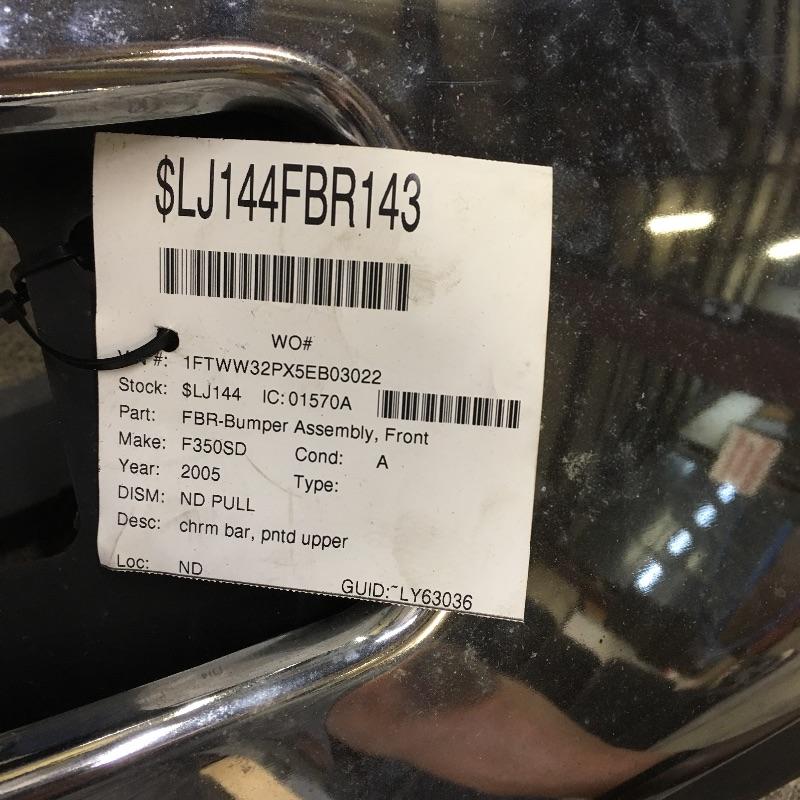 $LJ144FBR143
WO#
#: 1FTWW32PX5EB03022
Stock: $LJ144 IC: 01570A
Part: FBR-Bumper Assembly, Front
Make: F350SD Cond: A
Year: 2005 Type:
DISM: ND PULL
Desc: chrm bar, pntd upper
Loc: ND
GUID:~LY63036